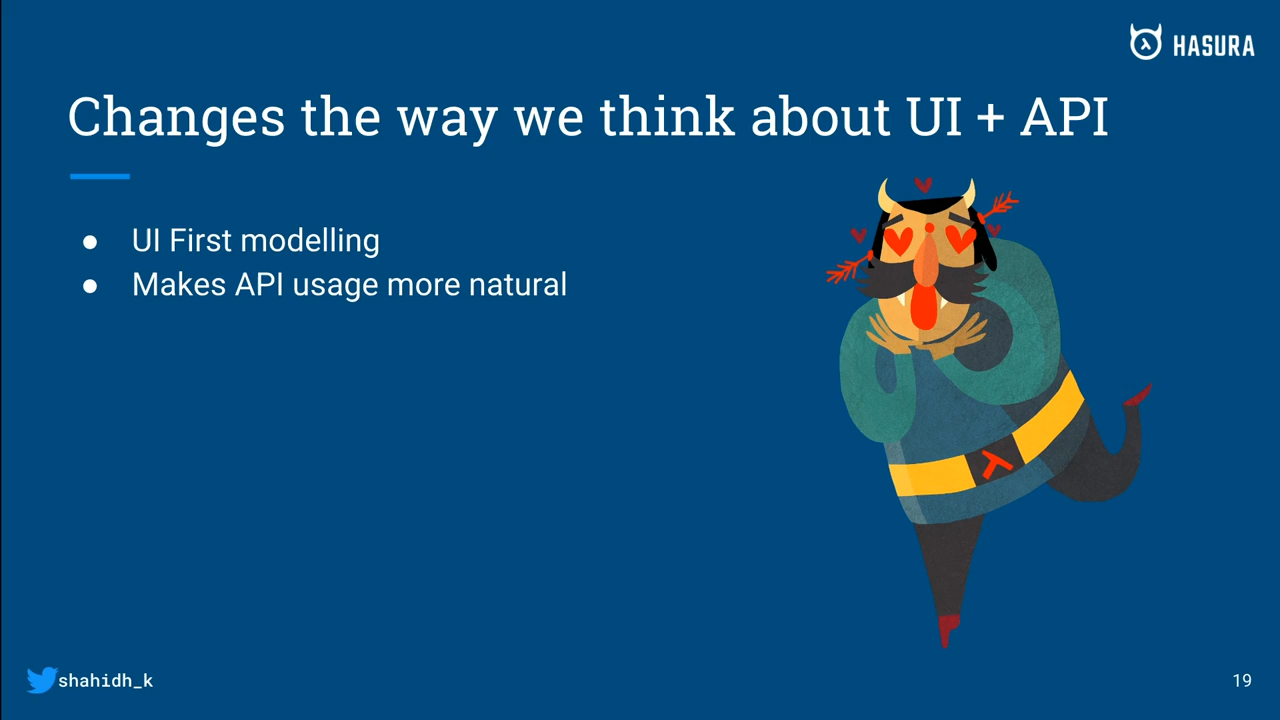 HASURA
Changes the way we think about UI + API
● UI First modelling
● Makes API usage more natural
shahidh_k
19